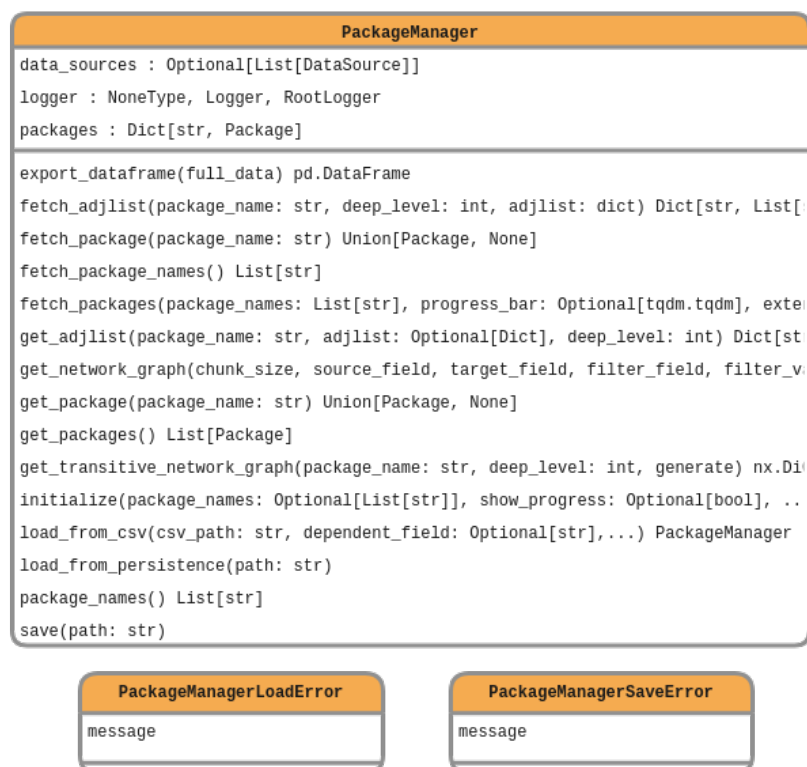 PackageManager
data_sources : Optional[List[DataSource]]
logger : NoneType, Logger, RootLogger
packages : Dict[str, Package]
export_dataframe(full_data) pd.DataFrame
fetch_adjlist(package_name: str, deep_level: int, adjlist: dict) Dict[str, List[
fetch_package(package_name: str) Union[Package, None]
fetch_package_names() List[str]
fetch_packages(package_names: List[str], progress_bar: Optional[tqdm.tqdm], exte
get_adjlist(package_name: str, adjlist: Optional[Dict], deep_level: int) Dict[st
get_network_graph(chunk_size, source_field, target_field, filter_field, filter_v
get_package(package_name: str) Union[Package, None]
get_packages() List[Package]
get_transitive_network_graph(package_name: str, deep_level: int, generate) nx.Di
initialize(package_names: Optional[List[str]], show_progress: Optional[bool], ..
load_from_csv(csv_path: str, dependent_field: Optional[str],...) PackageManager
load_from_persistence(path: str)
package_names() List[str]
save(path: str)
PackageManagerLoadError
message
PackageManagerSaveError
message